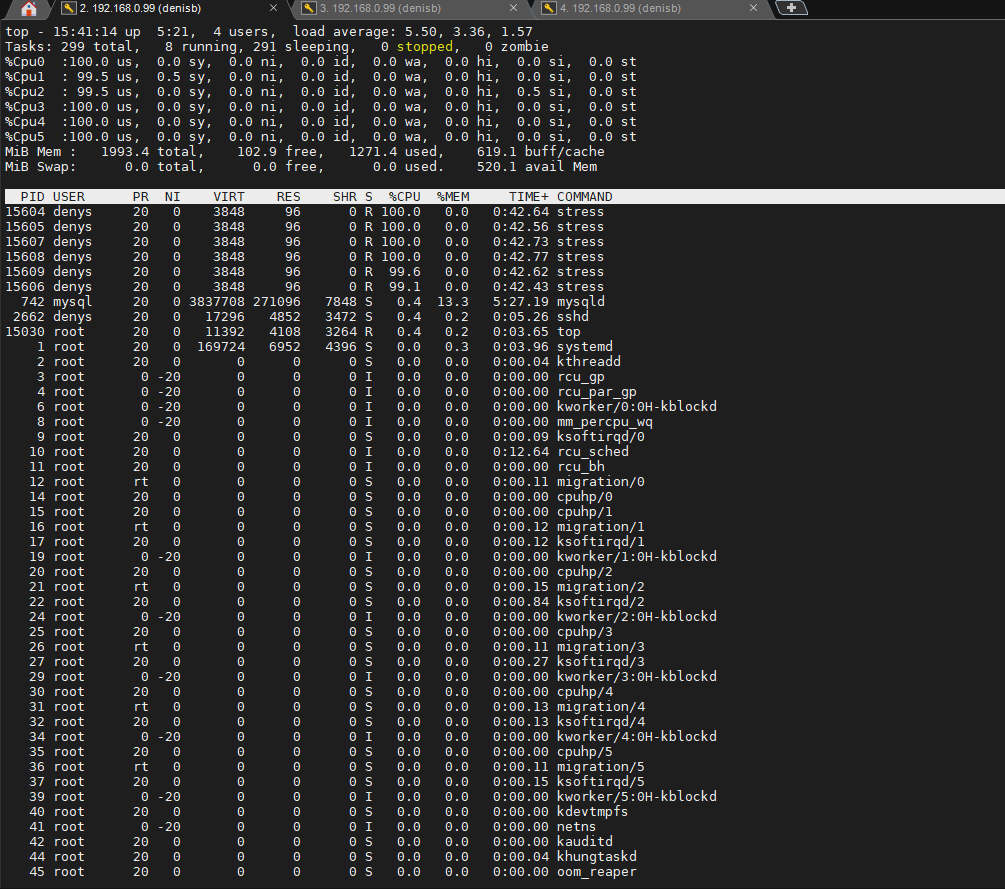 2. 192.168.0.99 (denisb) 3. 192.168.0.99 (denisb) 4. 192.168.0.99 (denisb)
top - 15:41:14 up  5:21,  4 users,  load average: 5.50, 3.36, 1.57
Tasks: 299 total,   8 running, 291 sleeping,   0 stopped,   0 zombie
%Cpu0  :100.0 us,  0.0 sy,  0.0 ni,  0.0 id,  0.0 wa,  0.0 hi,  0.0 si,  0.0 st
%Cpu1  : 99.5 us,  0.5 sy,  0.0 ni,  0.0 id,  0.0 wa,  0.0 hi,  0.0 si,  0.0 st
%Cpu2  : 99.5 us,  0.0 sy,  0.0 ni,  0.0 id,  0.0 wa,  0.0 hi,  0.5 si,  0.0 st
%Cpu3  :100.0 us,  0.0 sy,  0.0 ni,  0.0 id,  0.0 wa,  0.0 hi,  0.0 si,  0.0 st
%Cpu4  :100.0 us,  0.0 sy,  0.0 ni,  0.0 id,  0.0 wa,  0.0 hi,  0.0 si,  0.0 st
%Cpu5  :100.0 us,  0.0 sy,  0.0 ni,  0.0 id,  0.0 wa,  0.0 hi,  0.0 si,  0.0 st
MiB Mem :   1993.4 total,    102.9 free,   1271.4 used,    619.1 buff/cache
MiB Swap:      0.0 total,      0.0 free,      0.0 used.    520.1 avail Mem
PID USER PR NI VIRT RES SHR S %CPU %MEM TIME+ COMMAND
15604 denys 20 0 3848 96 0 R 100.0 0.0 0:42.64 stress
15605 denys 20 0 3848 96 0 R 100.0 0.0 0:42.56 stress
15607 denys 20 0 3848 96 0 R 100.0 0.0 0:42.73 stress
15608 denys 20 0 3848 96 0 R 100.0 0.0 0:42.77 stress
15609 denys 20 0 3848 96 0 R 99.6 0.0 0:42.62 stress
15606 denys 20 0 3848 96 0 R 99.1 0.0 0:42.43 stress
742 mysql 20 0 3837708 271096 7848 S 0.4 13.3 5:27.19 mysqld
2662 denys 20 0 17296 4852 3472 S 0.4 0.2 0:05.26 sshd
15030 root 20 0 11392 4108 3264 R 0.4 0.2 0:03.65 top
1 root 20 0 169724 6952 4396 S 0.0 0.3 0:03.96 systemd
2 root 20 0 0 0 0 S 0.0 0.0 0:00.04 kthreadd
3 root 0 -20 0 0 0 I 0.0 0.0 0:00.00 rcu_gp
4 root 0 -20 0 0 0 I 0.0 0.0 0:00.00 rcu_par_gp
6 root 0 -20 0 0 0 I 0.0 0.0 0:00.00 kworker/0:0H-kblockd
8 root 0 -20 0 0 0 I 0.0 0.0 0:00.00 mm_percpu_wq
9 root 20 0 0 0 0 S 0.0 0.0 0:00.09 ksoftirqd/0
10 root 20 0 0 0 0 I 0.0 0.0 0:12.64 rcu_sched
11 root 20 0 0 0 0 I 0.0 0.0 0:00.00 rcu_bh
12 root rt 0 0 0 0 S 0.0 0.0 0:00.11 migration/0
14 root 20 0 0 0 0 S 0.0 0.0 0:00.00 cpuhp/0
15 root 20 0 0 0 0 S 0.0 0.0 0:00.00 cpuhp/1
16 root rt 0 0 0 0 S 0.0 0.0 0:00.12 migration/1
17 root 20 0 0 0 0 S 0.0 0.0 0:00.12 ksoftirqd/1
19 root 0 -20 0 0 0 I 0.0 0.0 0:00.00 kworker/1:0H-kblockd
20 root 20 0 0 0 0 S 0.0 0.0 0:00.00 cpuhp/2
21 root rt 0 0 0 0 S 0.0 0.0 0:00.15 migration/2
22 root 20 0 0 0 0 S 0.0 0.0 0:00.84 ksoftirqd/2
24 root 0 -20 0 0 0 I 0.0 0.0 0:00.00 kworker/2:0H-kblockd
25 root 20 0 0 0 0 S 0.0 0.0 0:00.00 cpuhp/3
26 root rt 0 0 0 0 S 0.0 0.0 0:00.11 migration/3
27 root 20 0 0 0 0 S 0.0 0.0 0:00.27 ksoftirqd/3
29 root 0 -20 0 0 0 I 0.0 0.0 0:00.00 kworker/3:0H-kblockd
30 root 20 0 0 0 0 S 0.0 0.0 0:00.00 cpuhp/4
31 root rt 0 0 0 0 S 0.0 0.0 0:00.13 migration/4
32 root 20 0 0 0 0 S 0.0 0.0 0:00.13 ksoftirqd/4
34 root 0 -20 0 0 0 I 0.0 0.0 0:00.00 kworker/4:0H-kblockd
35 root 20 0 0 0 0 S 0.0 0.0 0:00.00 cpuhp/5
36 root rt 0 0 0 0 S 0.0 0.0 0:00.11 migration/5
37 root 20 0 0 0 0 S 0.0 0.0 0:00.15 ksoftirqd/5
39 root 0 -20 0 0 0 I 0.0 0.0 0:00.00 kworker/5:0H-kblockd
40 root 20 0 0 0 0 S 0.0 0.0 0:00.00 kdevtmpfs
41 root 0 -20 0 0 0 I 0.0 0.0 0:00.00 netns
42 root 20 0 0 0 0 S 0.0 0.0 0:00.00 kauditd
44 root 20 0 0 0 0 S 0.0 0.0 0:00.04 khungtaskd
45 root 20 0 0 0 0 S 0.0 0.0 0:00.00 oom_reaper